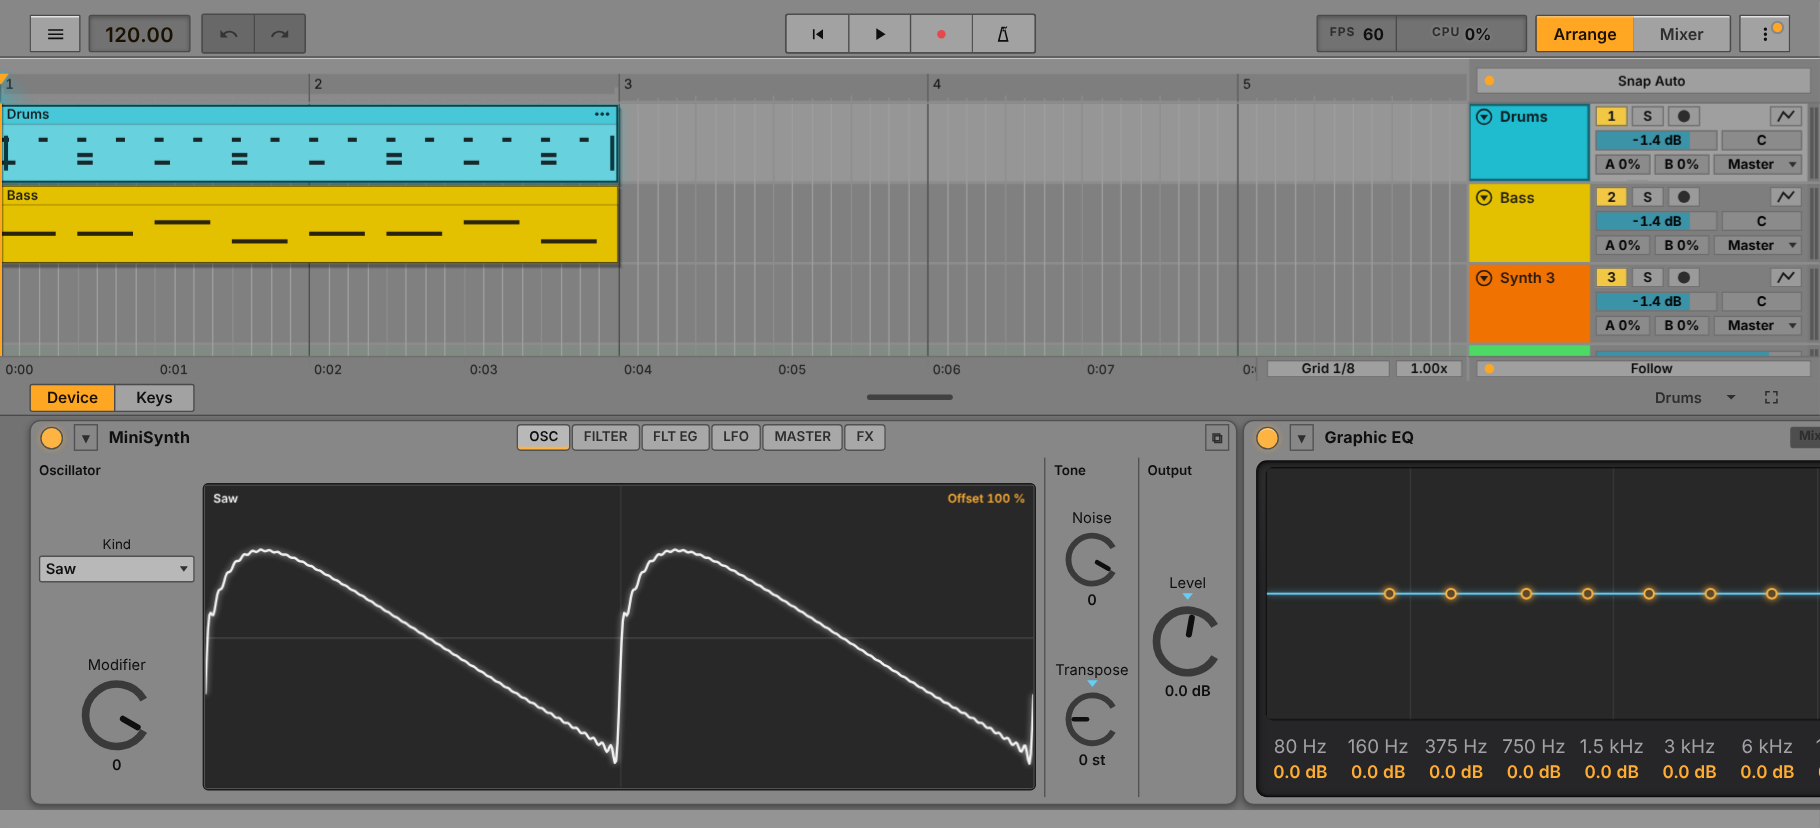 120.00
FPS 60
CPU 0%
Arrange
Mixer
1
2
3
4
5
Snap Auto
Drums
Drums
1
S
-1.4 dB
C
A 0%
B 0%
Master
Bass
Bass
2
S
-1.4 dB
C
A 0%
B 0%
Master
Synth 3
3
S
-1.4 dB
C
A 0%
B 0%
Master
0:00
0:01
0:02
0:03
0:04
0:05
0:06
0:07
Grid 1/8
1.00x
Follow
Device
Keys
Drums
MiniSynth
OSC
FILTER
FLT EG
LFO
MASTER
FX
Graphic EQ
Oscillator
Tone
Output
Saw
Offset 100 %
Kind
Saw
Modifier
0
Noise
0
Transpose
0 st
Level
0.0 dB
80 Hz
160 Hz
375 Hz
750 Hz
1.5 kHz
3 kHz
6 kHz
0.0 dB
0.0 dB
0.0 dB
0.0 dB
0.0 dB
0.0 dB
0.0 dB